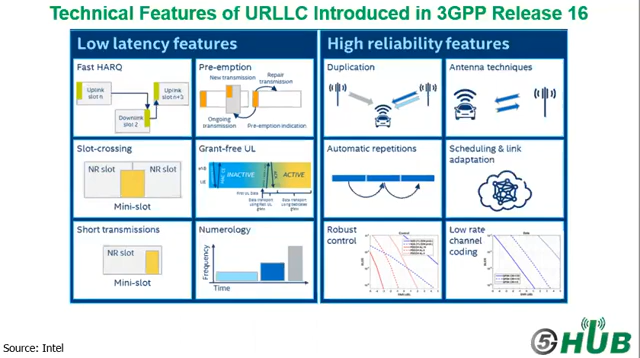 Technical Features of URLLC Introduced in 3GPP Release 16
Low latency features
High reliability features
Fast HARQ
Uplink
slot n
Uplink
slot n+3
Downlink
slot 2
Pre-emption
New transmission
Repair
transmission
Ongoing
transmission
Pre-emption indication
Duplication
Antenna techniques
Slot-crossing
NR slot
NR slot
Mini-slot
Grant-free UL
eNB
UE
INACTIVE
ACTIVE
Automatic repetitions
Scheduling & link
adaptation
Short transmissions
NR slot
Mini-slot
Numerology
Frequency
Time
Robust
control
Control
Low rate
channel
coding
Data
Source: Intel
5
HUB